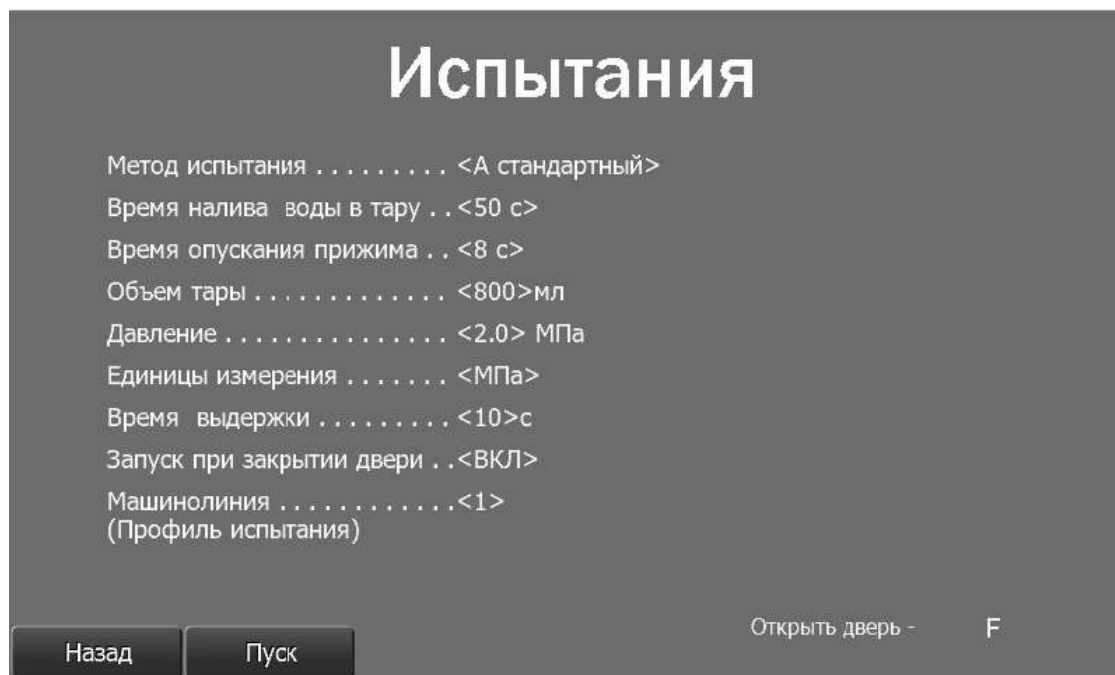 Испытания
Метод испытания . . . . . . . . . <А стандартный>
Время налива воды в тару . . <50 с>
Время опускания прижима . . <8 с>
Объем тары . . . . . . . . . . . . . <800>мл
Давление . . . . . . . . . . . . . . . <2.0> МПа
Единицы измерения . . . . . . . <МПа>
Время выдержки . . . . . . . . . <10>с
Запуск при закрытии двери . . <ВКЛ>
Машинолиния . . . . . . . . . . . . <1>
(Профиль испытания)
Открыть дверь - F
Назад Пуск